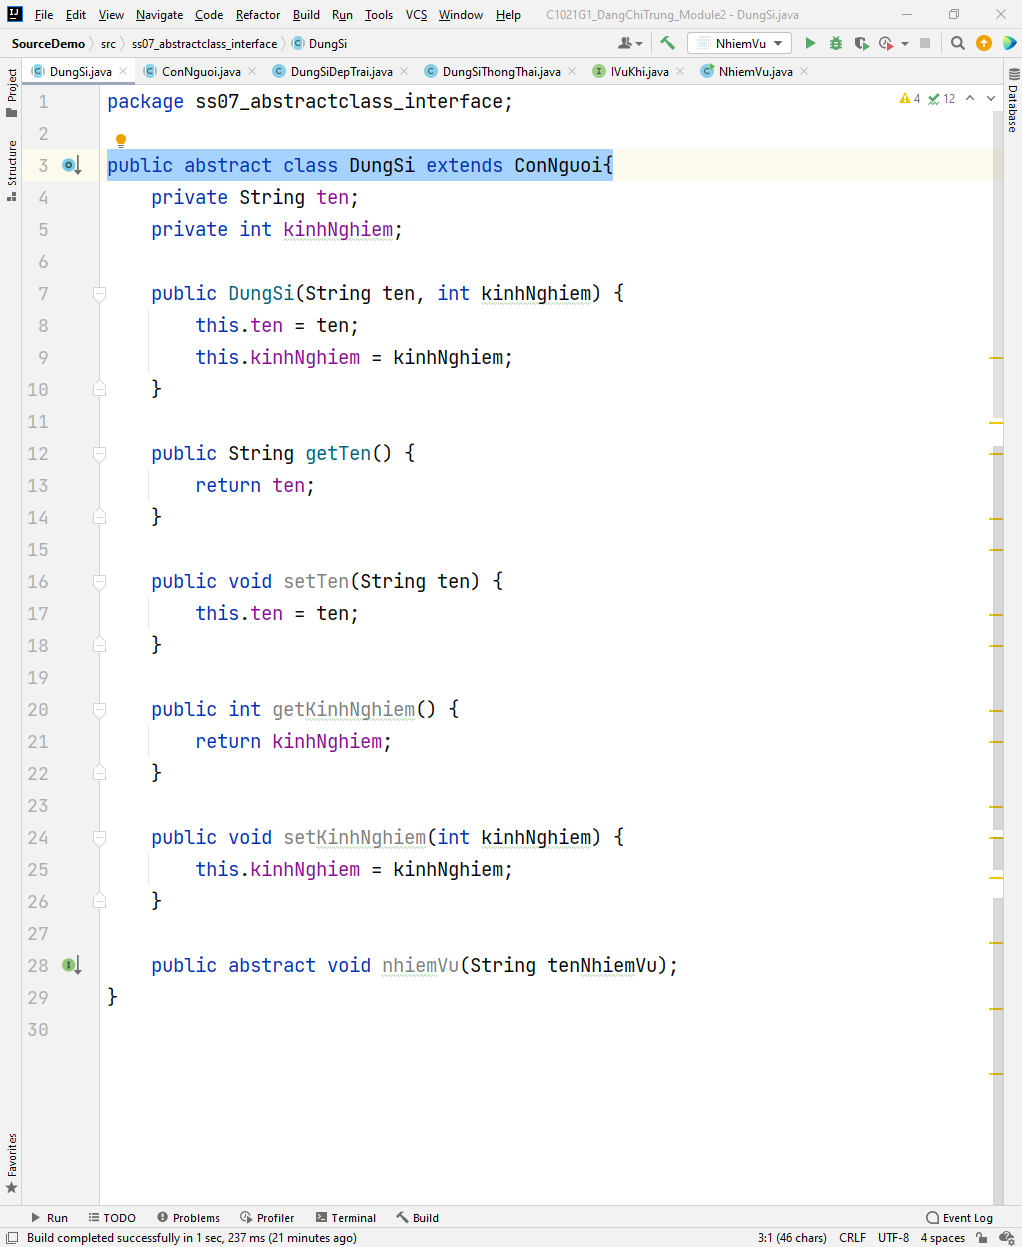 File Edit View Navigate Code Refactor Build Run Tools VCS Window Help C1021G1_DangChiTrung_Module2 - DungSi.java
SourceDemo src ss07_abstractclass_interface DungSi NhiemVu
DungSi.java ConNguoi.java DungSiDepTrai.java DungSiThongThai.java IVuKhi.java NhiemVu.java
Project
Structure
Favorites
Database
4 12
1 package ss07_abstractclass_interface;
2
3 public abstract class DungSi extends ConNguoi{
4 private String ten;
5 private int kinhNghiem;
6
7 public DungSi(String ten, int kinhNghiem) {
8 this.ten = ten;
9 this.kinhNghiem = kinhNghiem;
10 }
11
12 public String getTen() {
13 return ten;
14 }
15
16 public void setTen(String ten) {
17 this.ten = ten;
18 }
19
20 public int getKinhNghiem() {
21 return kinhNghiem;
22 }
23
24 public void setKinhNghiem(int kinhNghiem) {
25 this.kinhNghiem = kinhNghiem;
26 }
27
28 public abstract void nhiemVu(String tenNhiemVu);
29 }
30
Run TODO Problems Profiler Terminal Build Event Log
Build completed successfully in 1 sec, 237 ms (21 minutes ago) 3:1 (46 chars) CRLF UTF-8 4 spaces